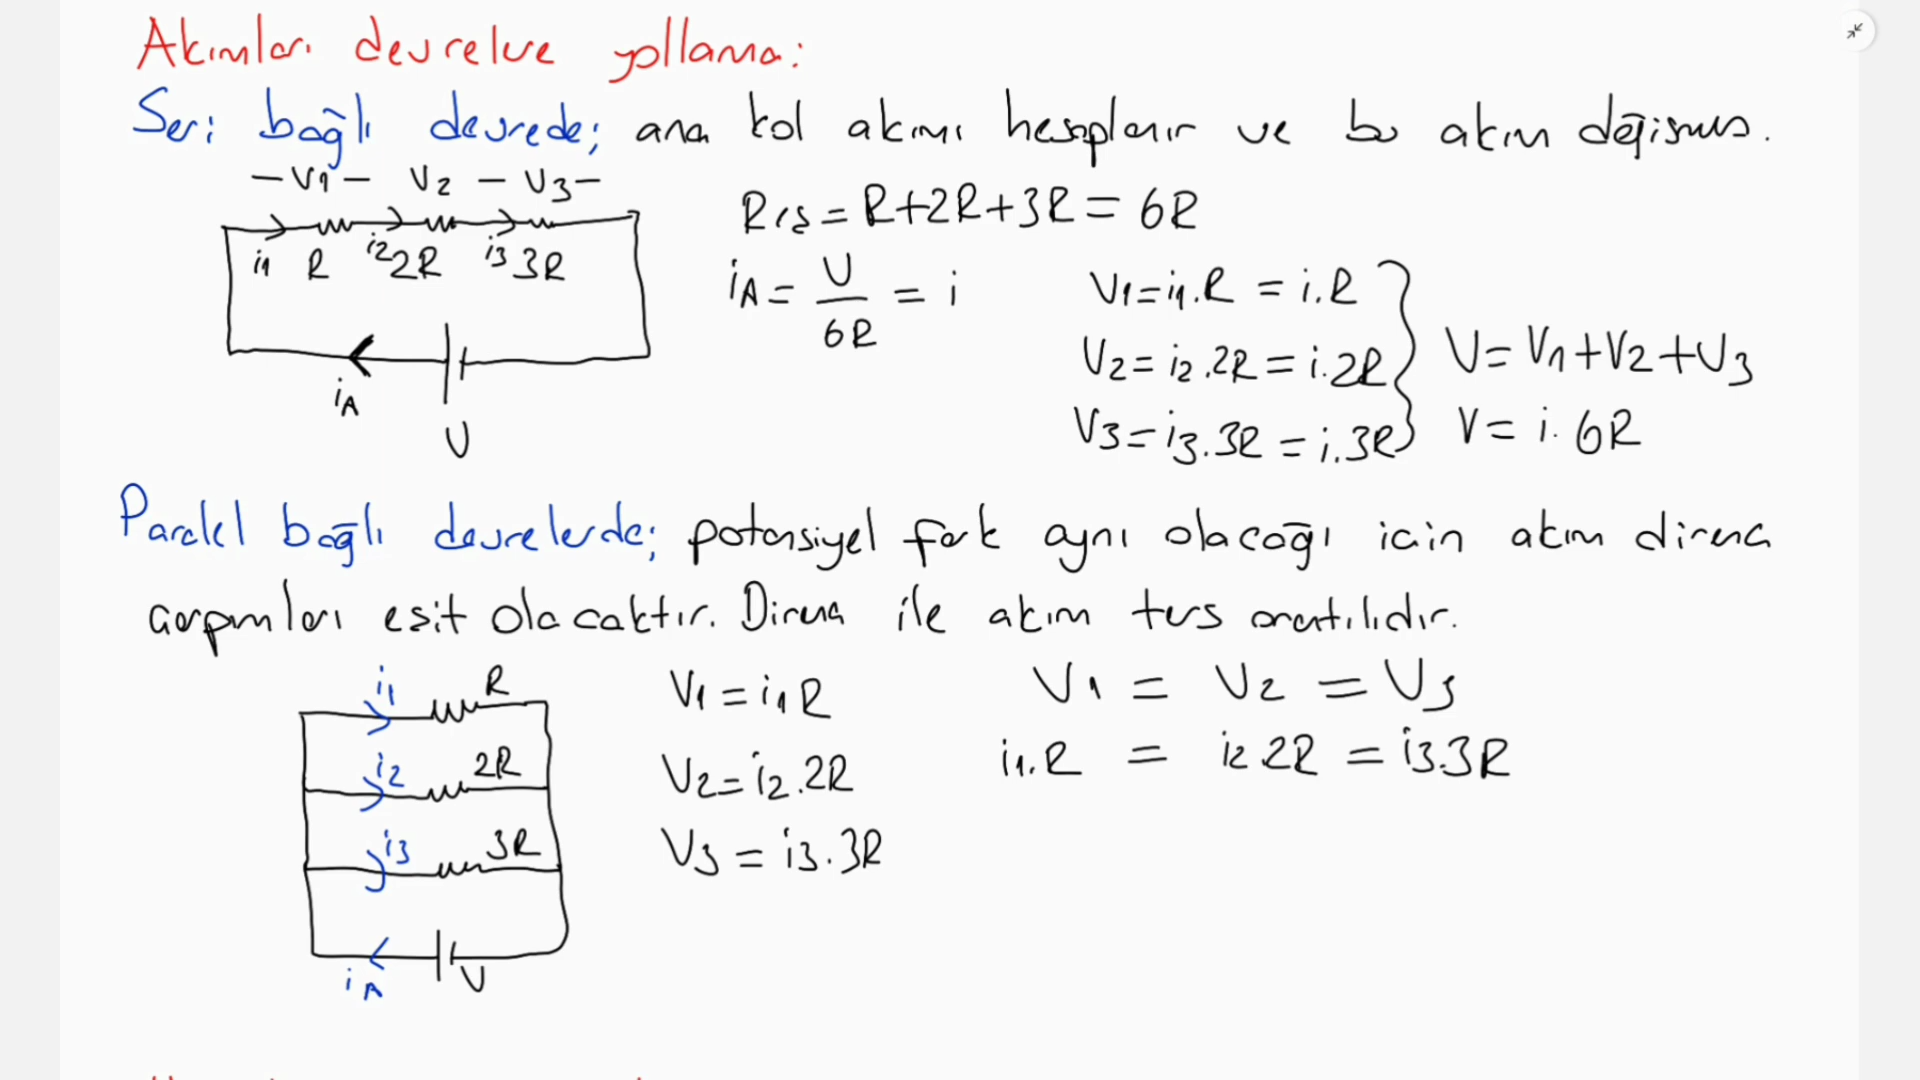 Akımları devrelere yollama:
Seri bağlı devrede; ana kol akımı hesaplanır ve bu akım değişmez.
-V1- V2 -V3-
i1 R i2 2R i3 3R
iA
V
Reş = R+2R+3R = 6R
iA = V/6R = i
V1 = i1.R = i.R
V2 = i2.2R = i.2R
V3 = i3.3R = i.3R
V = V1+V2+V3
V = i.6R
Paralel bağlı devrelerde; potansiyel fark aynı olacağı için akım direnç
çarpımları eşit olacaktır. Direnç ile akım ters orantılıdır.
i1 R
i2 2R
i3 3R
iA V
V1 = i1 R
V2 = i2.2R
V3 = i3.3R
V1 = V2 = V3
i1.R = i2 2R = i3.3R